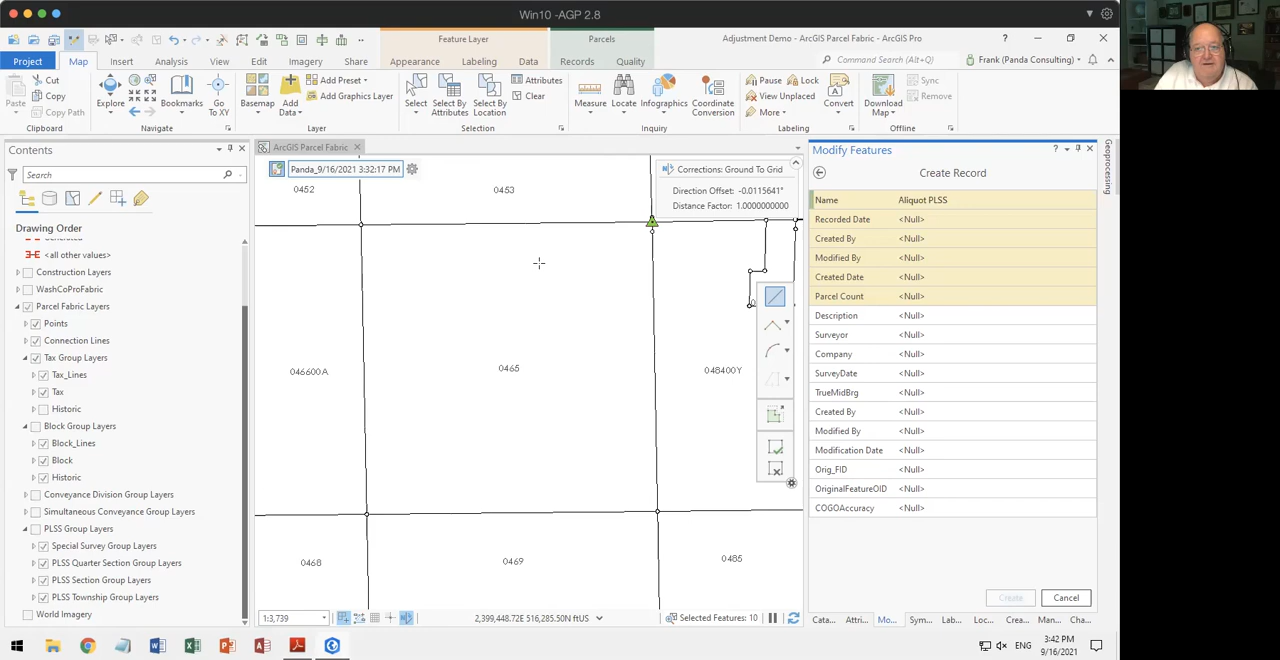 Win10 -AGP 2.8
Feature Layer
Parcels
Adjustment Demo - ArcGIS Parcel Fabric - ArcGIS Pro
Project Map Insert Analysis View Edit Imagery Share Appearance Labeling Data Records Quality
Command Search (Alt+Q)
Frank (Panda Consulting)
Paste
Cut
Copy
Copy Path
Clipboard
Explore
Bookmarks
Go To XY
Navigate
Basemap
Add Data
Add Preset
Add Graphics Layer
Layer
Select
Select By Attributes
Select By Location
Attributes
Clear
Selection
Measure
Locate
Infographics
Coordinate Conversion
Inquiry
Pause
Lock
View Unplaced
More
Convert
Labeling
Download Map
Sync
Remove
Offline
Contents
Search
Drawing Order
<all other values>
Construction Layers
WashCoProFabric
Parcel Fabric Layers
Points
Connection Lines
Tax Group Layers
Tax_Lines
Tax
Historic
Block Group Layers
Block_Lines
Block
Historic
Conveyance Division Group Layers
Simultaneous Conveyance Group Layers
PLSS Group Layers
Special Survey Group Layers
PLSS Quarter Section Group Layers
PLSS Section Group Layers
PLSS Township Group Layers
World Imagery
ArcGIS Parcel Fabric
Panda_9/16/2021 3:32:17 PM
Corrections: Ground To Grid
Direction Offset: -0.0115641°
Distance Factor: 1.0000000000
0452
0453
046600A
0465
048400Y
0468
0469
0485
1:3,739
2,399,448.72E 516,285.50N ftUS
Selected Features: 10
Modify Features
Create Record
Name Aliquot PLSS
Recorded Date <Null>
Created By <Null>
Modified By <Null>
Created Date <Null>
Parcel Count <Null>
Description <Null>
Surveyor <Null>
Company <Null>
SurveyDate <Null>
TrueMidBrg <Null>
Created By <Null>
Modified By <Null>
Modification Date <Null>
Orig_FID <Null>
OriginalFeatureOID <Null>
COGOAccuracy <Null>
Create Cancel
Cata... Attri... Mo... Sym... Lab... Loc... Crea... Man... Cha...
Geoprocessing
ENG
3:42 PM
9/16/2021